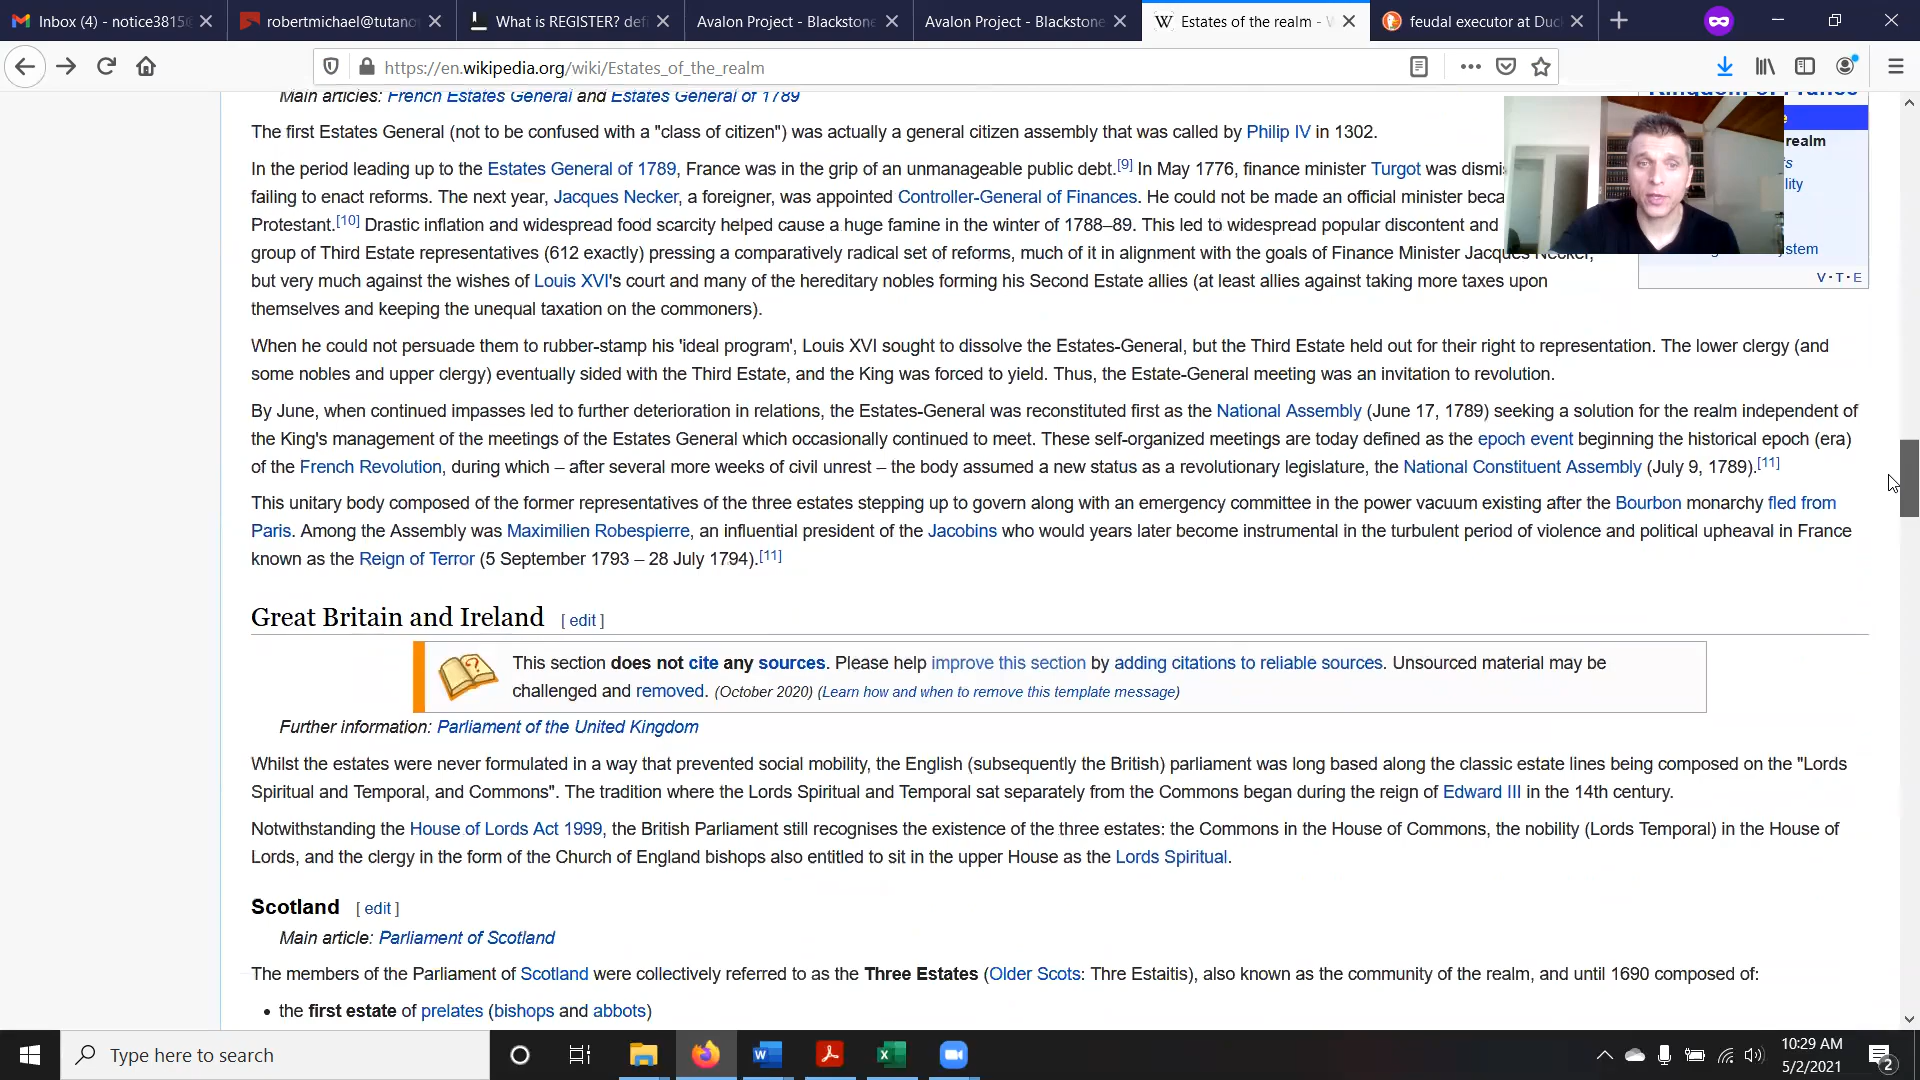 Inbox (4) - notice3815
robertmichael@tutano
What is REGISTER? defi
Avalon Project - Blackstone
Avalon Project - Blackstone
Estates of the realm - W
feudal executor at Duc
https://en.wikipedia.org/wiki/Estates_of_the_realm
Main articles: French Estates General and Estates General of 1789
Kingdom of France
The first Estates General (not to be confused with a "class of citizen") was actually a general citizen assembly that was called by Philip IV in 1302.
realm
In the period leading up to the Estates General of 1789, France was in the grip of an unmanageable public debt.[9] In May 1776, finance minister Turgot was dismis
failing to enact reforms. The next year, Jacques Necker, a foreigner, was appointed Controller-General of Finances. He could not be made an official minister beca
lity
Protestant.[10] Drastic inflation and widespread food scarcity helped cause a huge famine in the winter of 1788–89. This led to widespread popular discontent and
group of Third Estate representatives (612 exactly) pressing a comparatively radical set of reforms, much of it in alignment with the goals of Finance Minister Jacques Necker,
stem
but very much against the wishes of Louis XVI's court and many of the hereditary nobles forming his Second Estate allies (at least allies against taking more taxes upon
V·T·E
themselves and keeping the unequal taxation on the commoners).
When he could not persuade them to rubber-stamp his 'ideal program', Louis XVI sought to dissolve the Estates-General, but the Third Estate held out for their right to representation. The lower clergy (and
some nobles and upper clergy) eventually sided with the Third Estate, and the King was forced to yield. Thus, the Estate-General meeting was an invitation to revolution.
By June, when continued impasses led to further deterioration in relations, the Estates-General was reconstituted first as the National Assembly (June 17, 1789) seeking a solution for the realm independent of
the King's management of the meetings of the Estates General which occasionally continued to meet. These self-organized meetings are today defined as the epoch event beginning the historical epoch (era)
of the French Revolution, during which – after several more weeks of civil unrest – the body assumed a new status as a revolutionary legislature, the National Constituent Assembly (July 9, 1789).[11]
This unitary body composed of the former representatives of the three estates stepping up to govern along with an emergency committee in the power vacuum existing after the Bourbon monarchy fled from
Paris. Among the Assembly was Maximilien Robespierre, an influential president of the Jacobins who would years later become instrumental in the turbulent period of violence and political upheaval in France
known as the Reign of Terror (5 September 1793 – 28 July 1794).[11]
Great Britain and Ireland [ edit ]
This section does not cite any sources. Please help improve this section by adding citations to reliable sources. Unsourced material may be
challenged and removed. (October 2020) (Learn how and when to remove this template message)
Further information: Parliament of the United Kingdom
Whilst the estates were never formulated in a way that prevented social mobility, the English (subsequently the British) parliament was long based along the classic estate lines being composed on the "Lords
Spiritual and Temporal, and Commons". The tradition where the Lords Spiritual and Temporal sat separately from the Commons began during the reign of Edward III in the 14th century.
Notwithstanding the House of Lords Act 1999, the British Parliament still recognises the existence of the three estates: the Commons in the House of Commons, the nobility (Lords Temporal) in the House of
Lords, and the clergy in the form of the Church of England bishops also entitled to sit in the upper House as the Lords Spiritual.
Scotland [ edit ]
Main article: Parliament of Scotland
The members of the Parliament of Scotland were collectively referred to as the Three Estates (Older Scots: Thre Estaitis), also known as the community of the realm, and until 1690 composed of:
• the first estate of prelates (bishops and abbots)
Type here to search
10:29 AM
5/2/2021
2